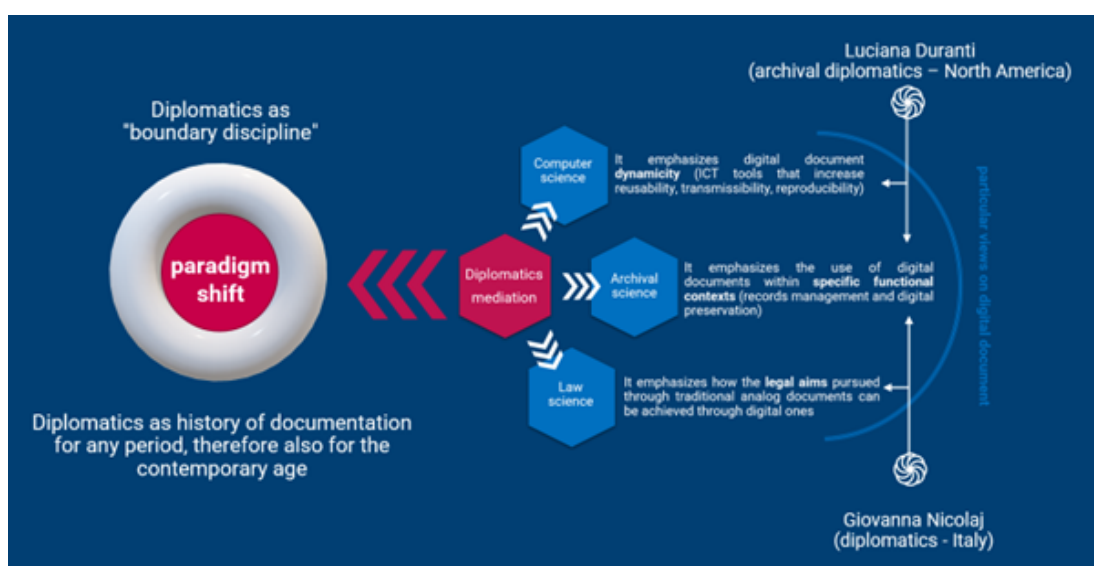 Luciana Duranti
(archival diplomatics – North America)
Diplomatics as
"boundary discipline"
paradigm
shift
Diplomatics as history of documentation
for any period, therefore also for the
contemporary age
Diplomatics
mediation
Computer
science
It emphasizes digital document
dynamicity (ICT tools that increase
reusability, transmissibility, reproducibility)
Archival
science
It emphasizes the use of digital
documents within specific functional
contexts (records management and digital
preservation)
Law
science
It emphasizes how the legal aims pursued
through traditional analog documents can
be achieved through digital ones
particular views on digital document
Giovanna Nicolaj
(diplomatics - Italy)